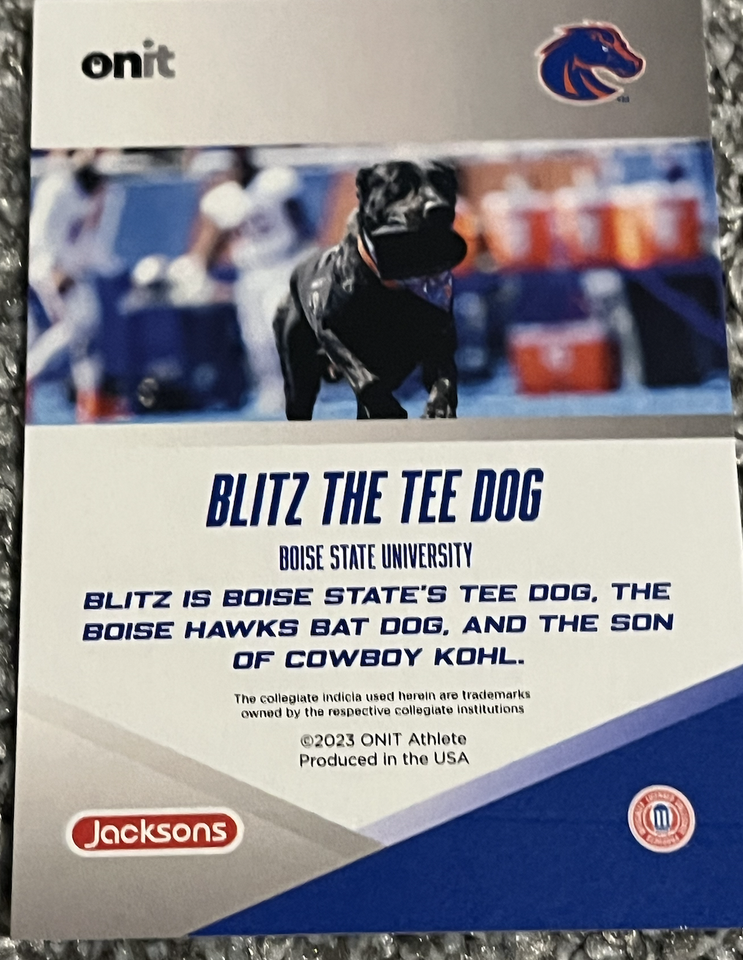 onit
BLITZ THE TEE DOG
BOISE STATE UNIVERSITY
BLITZ IS BOISE STATE'S TEE DOG, THE
BOISE HAWKS BAT DOG, AND THE SON
OF COWBOY KOHL.
The collegiate indicia used herein are trademarks
owned by the respective collegiate institutions
©2023 ONIT Athlete
Produced in the USA
Jacksons